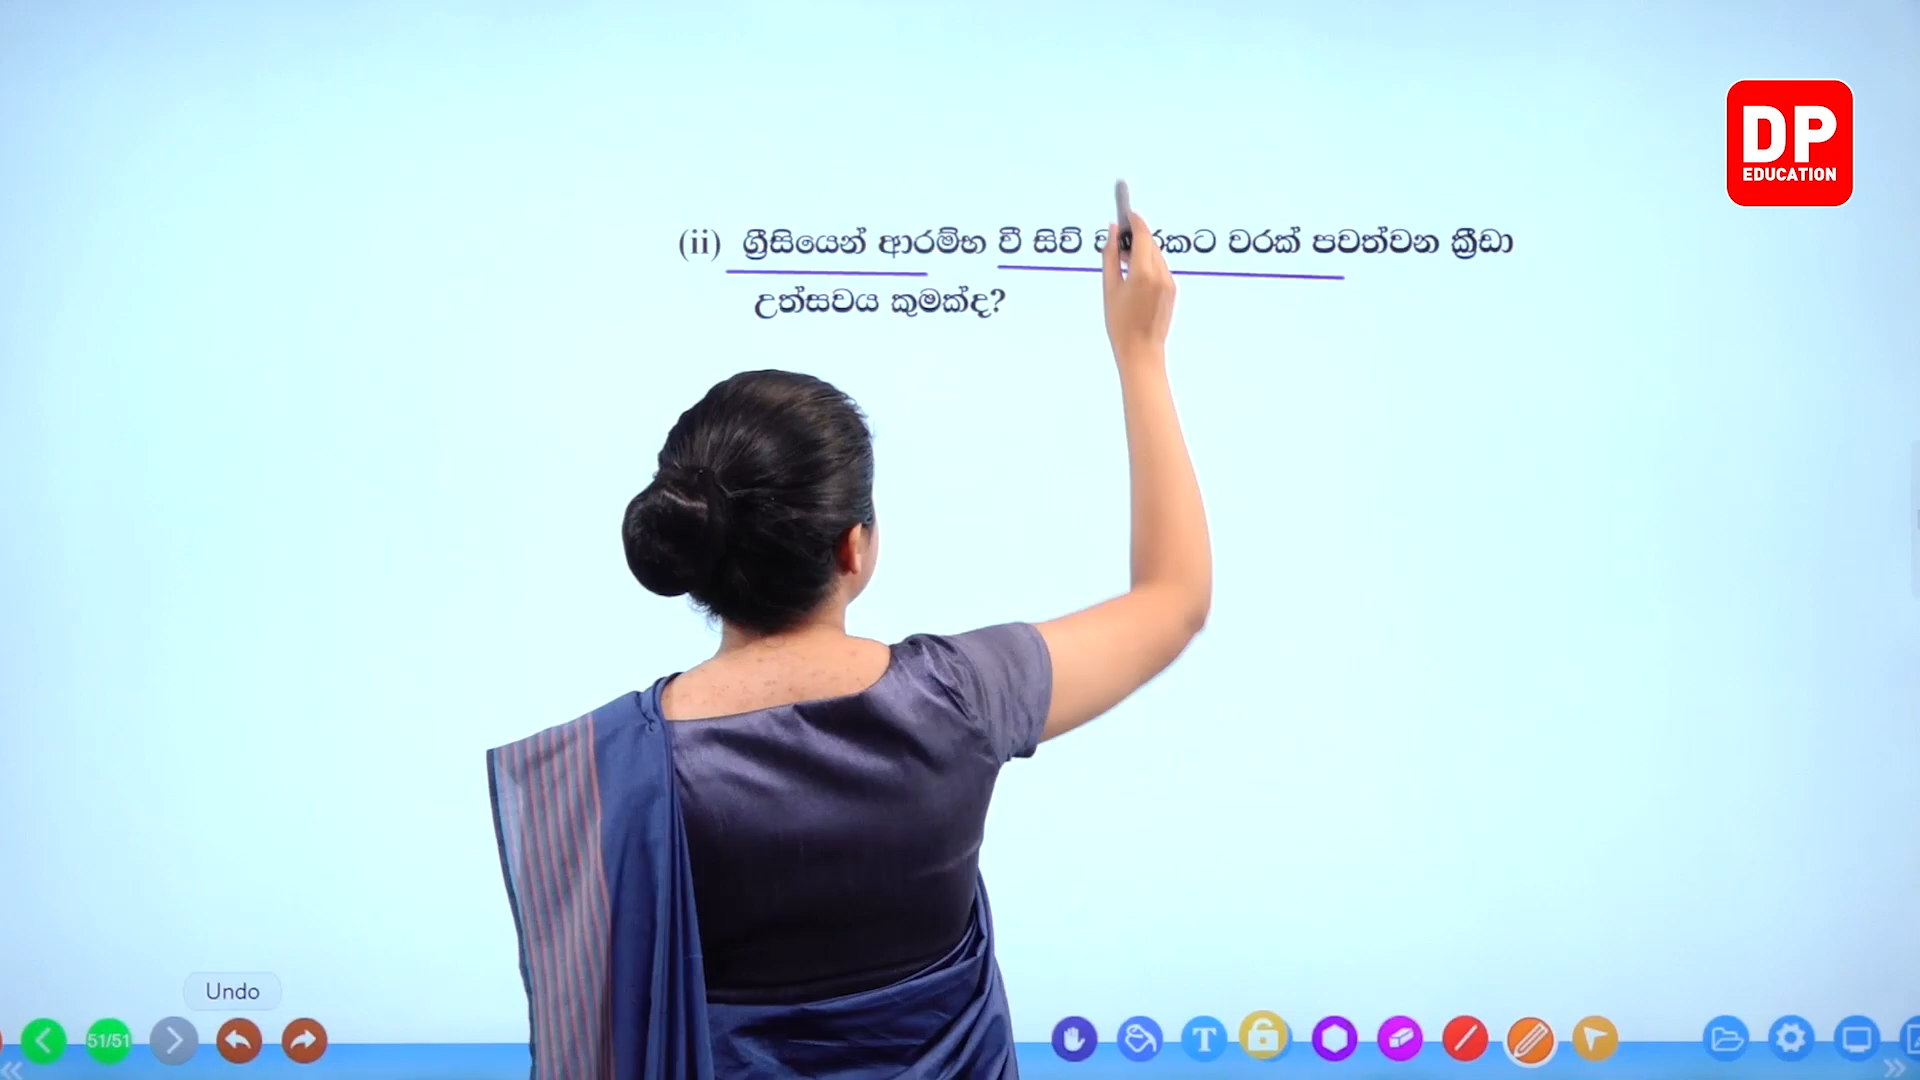 DP
EDUCATION
(ii) ග්‍රීසියෙන් ආරම්භ වී සිව් වරක් පවත්වන ක්‍රීඩා
උත්සවය කුමක්ද?
Undo
51/51
T